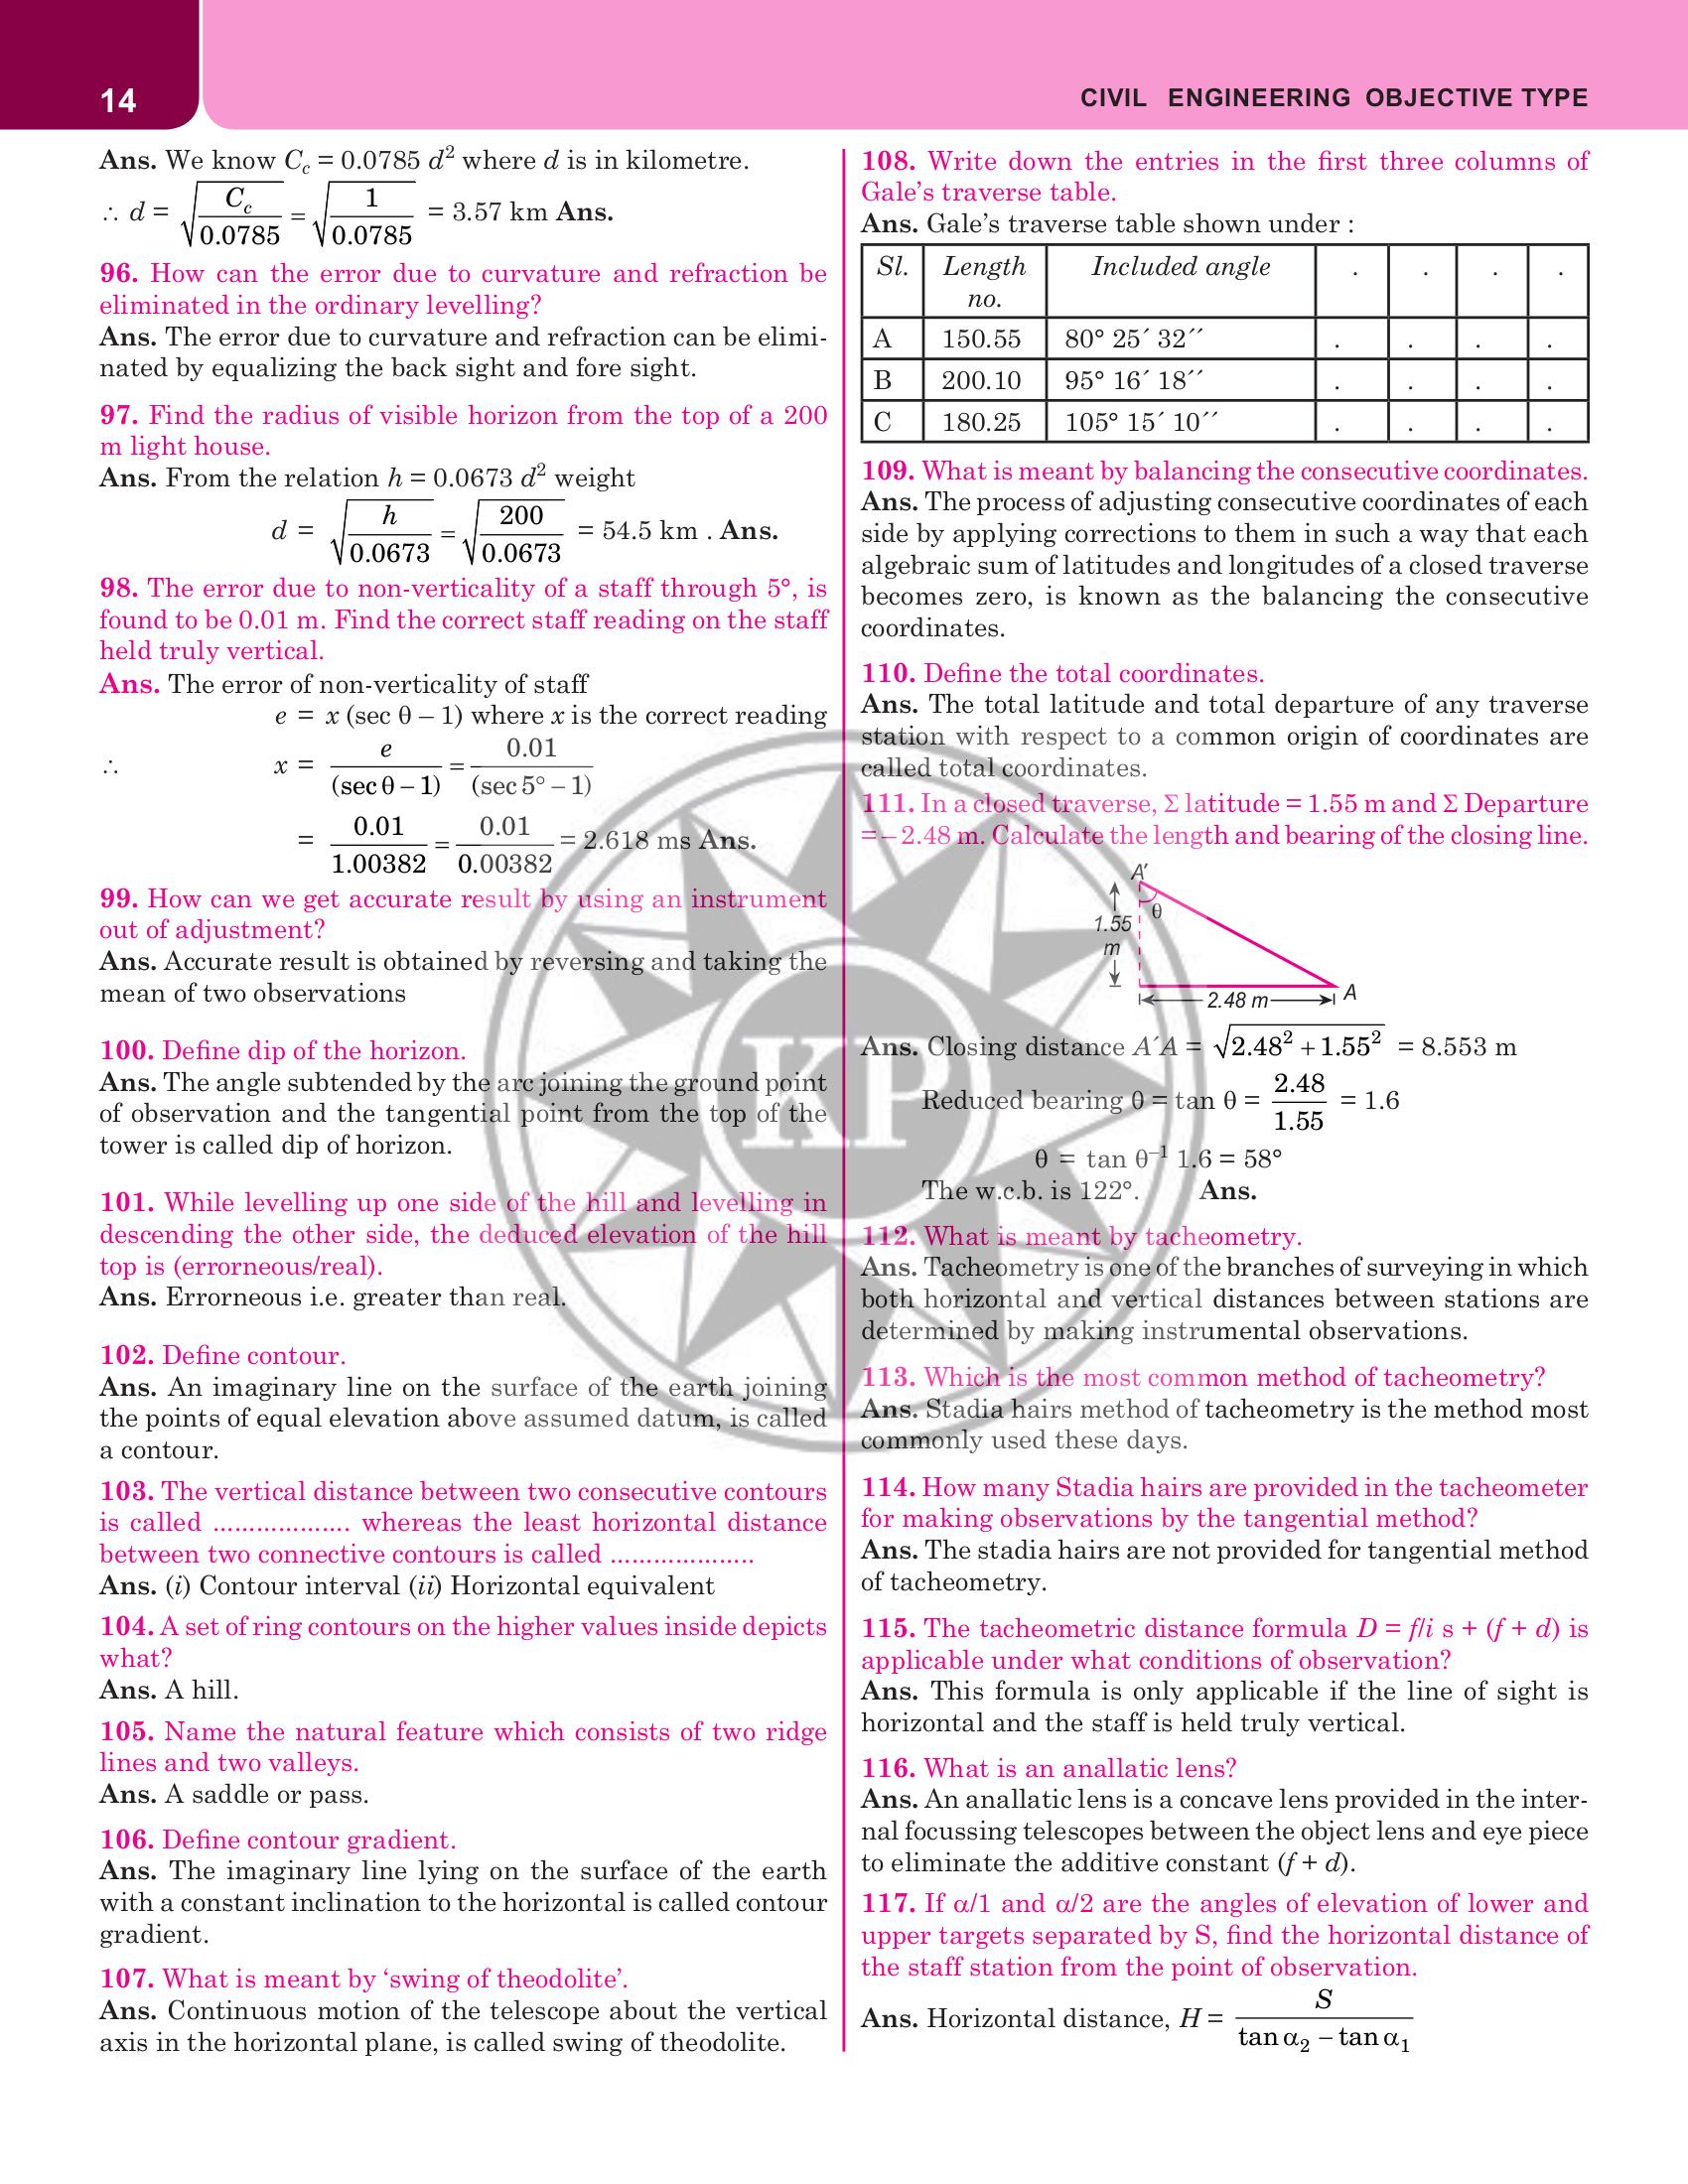 14
CIVIL ENGINEERING OBJECTIVE TYPE
Ans. We know Cc = 0.0785 d² where d is in kilometre.
∴ d = √(Cc/0.0785) = √(1/0.0785) = 3.57 km Ans.
96. How can the error due to curvature and refraction be
eliminated in the ordinary levelling?
Ans. The error due to curvature and refraction can be elimi-
nated by equalizing the back sight and fore sight.
97. Find the radius of visible horizon from the top of a 200
m light house.
Ans. From the relation h = 0.0673 d² weight
d = √(h/0.0673) = √(200/0.0673) = 54.5 km . Ans.
98. The error due to non-verticality of a staff through 5°, is
found to be 0.01 m. Find the correct staff reading on the staff
held truly vertical.
Ans. The error of non-verticality of staff
e = x (sec θ – 1) where x is the correct reading
∴ x = e/(sec θ – 1) = 0.01/(sec 5° – 1)
= 0.01/1.00382 = 0.01/0.00382 = 2.618 ms Ans.
99. How can we get accurate result by using an instrument
out of adjustment?
Ans. Accurate result is obtained by reversing and taking the
mean of two observations
100. Define dip of the horizon.
Ans. The angle subtended by the arc joining the ground point
of observation and the tangential point from the top of the
tower is called dip of horizon.
101. While levelling up one side of the hill and levelling in
descending the other side, the deduced elevation of the hill
top is (errorneous/real).
Ans. Errorneous i.e. greater than real.
102. Define contour.
Ans. An imaginary line on the surface of the earth joining
the points of equal elevation above assumed datum, is called
a contour.
103. The vertical distance between two consecutive contours
is called ................... whereas the least horizontal distance
between two connective contours is called ....................
Ans. (i) Contour interval (ii) Horizontal equivalent
104. A set of ring contours on the higher values inside depicts
what?
Ans. A hill.
105. Name the natural feature which consists of two ridge
lines and two valleys.
Ans. A saddle or pass.
106. Define contour gradient.
Ans. The imaginary line lying on the surface of the earth
with a constant inclination to the horizontal is called contour
gradient.
107. What is meant by ‘swing of theodolite’.
Ans. Continuous motion of the telescope about the vertical
axis in the horizontal plane, is called swing of theodolite.
108. Write down the entries in the first three columns of
Gale’s traverse table.
Ans. Gale’s traverse table shown under :
Sl. Length Included angle . . . .
no.
A 150.55 80° 25´ 32´´ . . . .
B 200.10 95° 16´ 18´´ . . . .
C 180.25 105° 15´ 10´´ . . . .
109. What is meant by balancing the consecutive coordinates.
Ans. The process of adjusting consecutive coordinates of each
side by applying corrections to them in such a way that each
algebraic sum of latitudes and longitudes of a closed traverse
becomes zero, is known as the balancing the consecutive
coordinates.
110. Define the total coordinates.
Ans. The total latitude and total departure of any traverse
station with respect to a common origin of coordinates are
called total coordinates.
111. In a closed traverse, Σ latitude = 1.55 m and Σ Departure
= – 2.48 m. Calculate the length and bearing of the closing line.
A′
θ
1.55
m
2.48 m
A
Ans. Closing distance A´A = √(2.48² + 1.55²) = 8.553 m
Reduced bearing θ = tan θ = 2.48/1.55 = 1.6
θ = tan θ⁻¹ 1.6 = 58°
The w.c.b. is 122°. Ans.
112. What is meant by tacheometry.
Ans. Tacheometry is one of the branches of surveying in which
both horizontal and vertical distances between stations are
determined by making instrumental observations.
113. Which is the most common method of tacheometry?
Ans. Stadia hairs method of tacheometry is the method most
commonly used these days.
114. How many Stadia hairs are provided in the tacheometer
for making observations by the tangential method?
Ans. The stadia hairs are not provided for tangential method
of tacheometry.
115. The tacheometric distance formula D = f/i s + (f + d) is
applicable under what conditions of observation?
Ans. This formula is only applicable if the line of sight is
horizontal and the staff is held truly vertical.
116. What is an anallatic lens?
Ans. An anallatic lens is a concave lens provided in the inter-
nal focussing telescopes between the object lens and eye piece
to eliminate the additive constant (f + d).
117. If α/1 and α/2 are the angles of elevation of lower and
upper targets separated by S, find the horizontal distance of
the staff station from the point of observation.
Ans. Horizontal distance, H = S/(tan α₂ – tan α₁)
KP